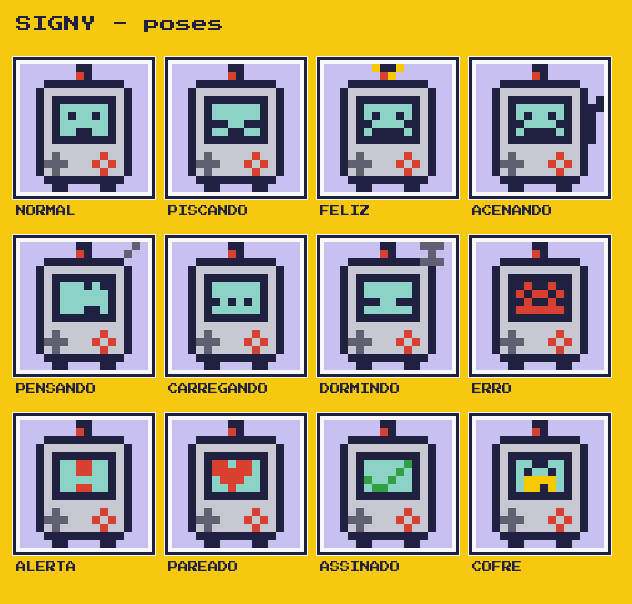 SIGNY - poses
NORMAL PISCANDO FELIZ ACENANDO
PENSANDO CARREGANDO DORMINDO ERRO
ALERTA PAREADO ASSINADO COFRE